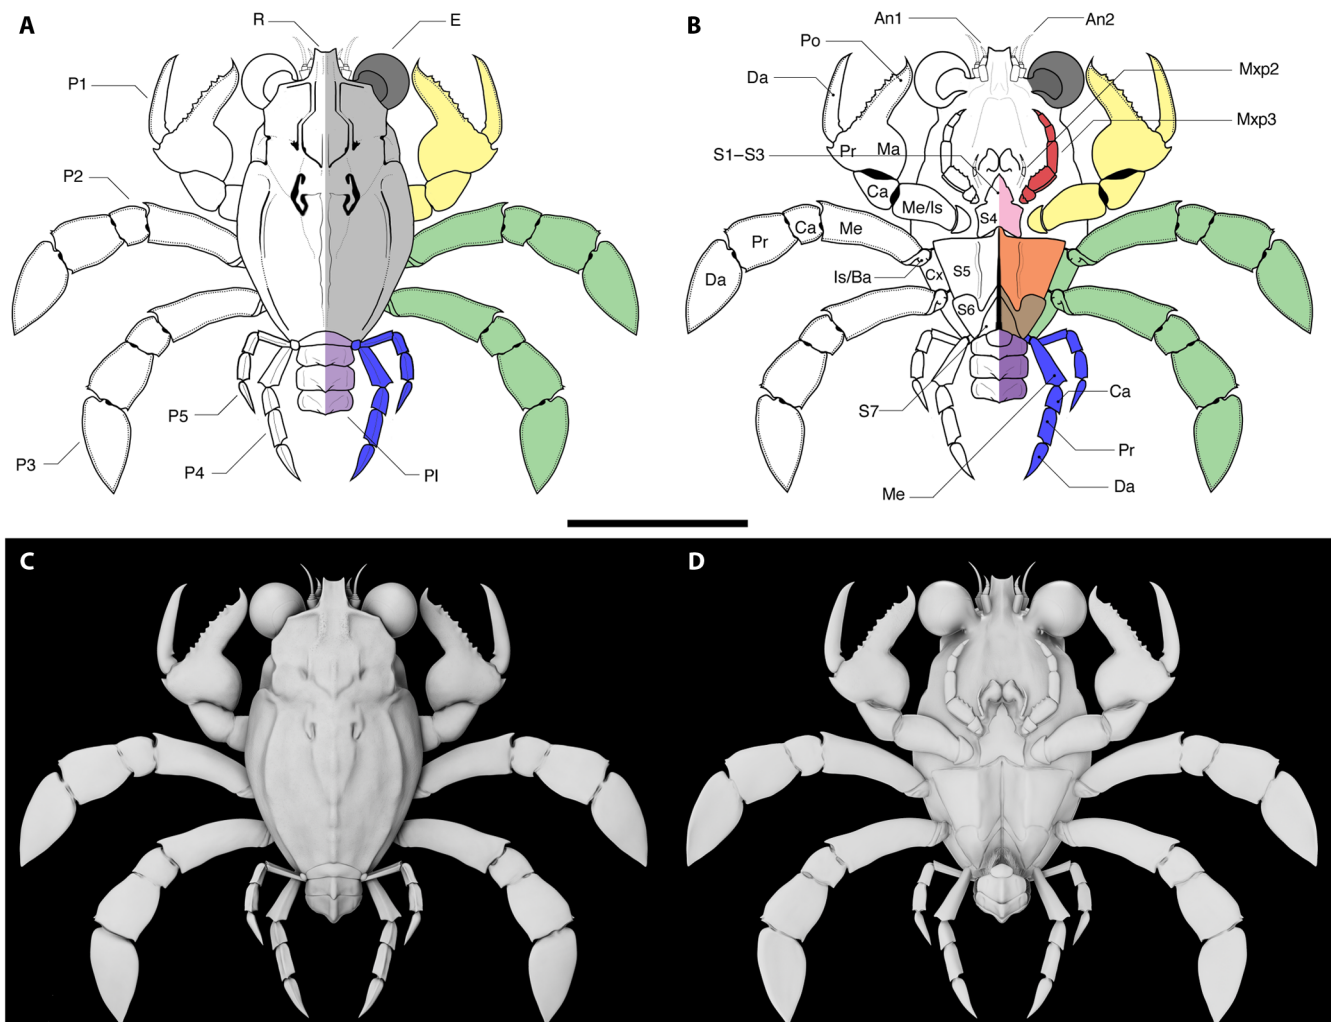 A
R
E
P1
P2
P3
P5
P4
Pl
B
An1
An2
Po
Da
Mxp2
Mxp3
S1–S3
Pr
Ma
Ca
Me/Is
S4
Pr
Ca
Me
Da
Is/Ba
Cx
S5
S6
S7
Ca
Pr
Me
Da
C
D